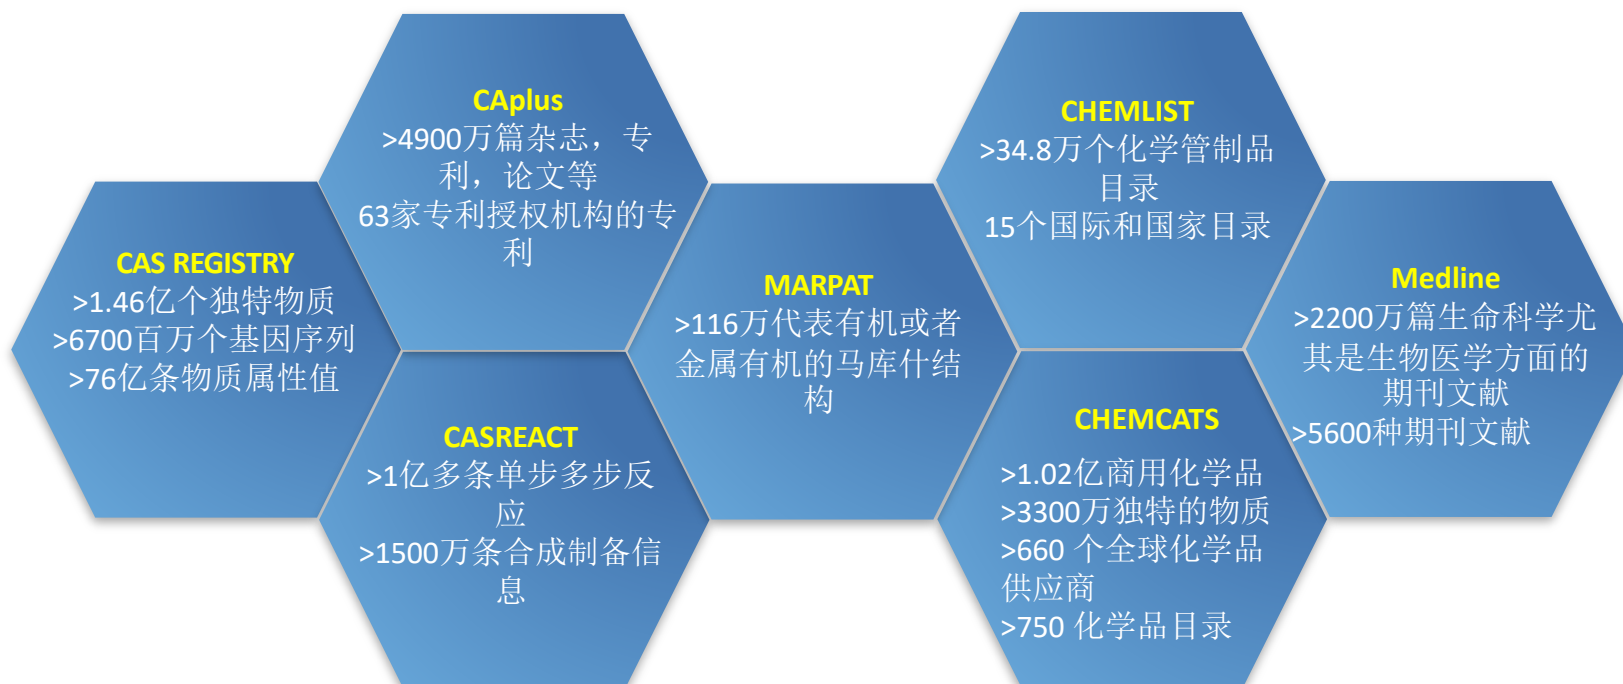 CAS REGISTRY
>1.46亿个独特物质
>6700百万个基因序列
>76亿条物质属性值
CAplus
>4900万篇杂志，专
利，论文等
63家专利授权机构的专
利
CASREACT
>1亿多条单步多步反
应
>1500万条合成制备信
息
MARPAT
>116万代表有机或者
金属有机的马库什结
构
CHEMLIST
>34.8万个化学管制品
目录
15个国际和国家目录
CHEMCATS
>1.02亿商用化学品
>3300万独特的物质
>660 个全球化学品
供应商
>750 化学品目录
Medline
>2200万篇生命科学尤
其是生物医学方面的
期刊文献
>5600种期刊文献